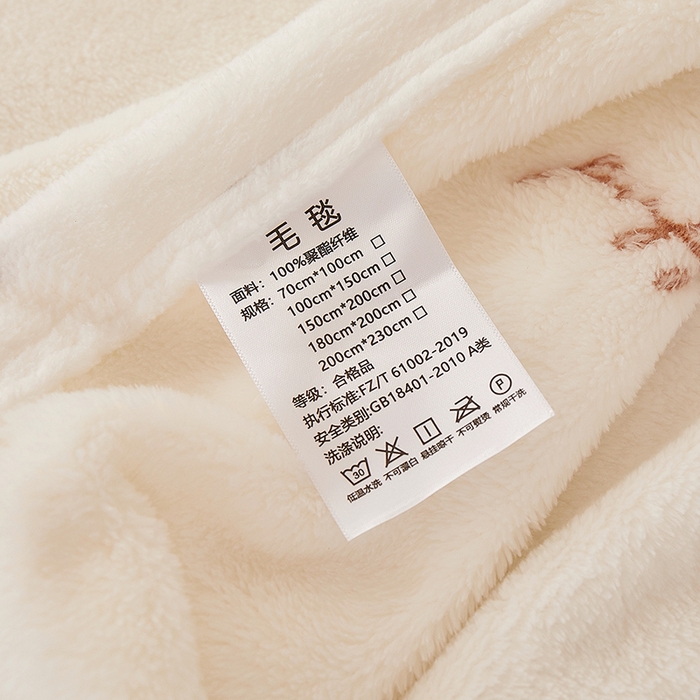 毛毯
面料：100%聚酯纤维
规格：70cm*100cm □
100cm*150cm □
150cm*200cm □
180cm*200cm □
200cm*230cm □
等级：合格品
执行标准:FZ/T 61002-2019
安全类别:GB18401-2010 A类
洗涤说明:
30 P
低温水洗 不可漂白 悬挂晾干 不可熨烫 常规干洗